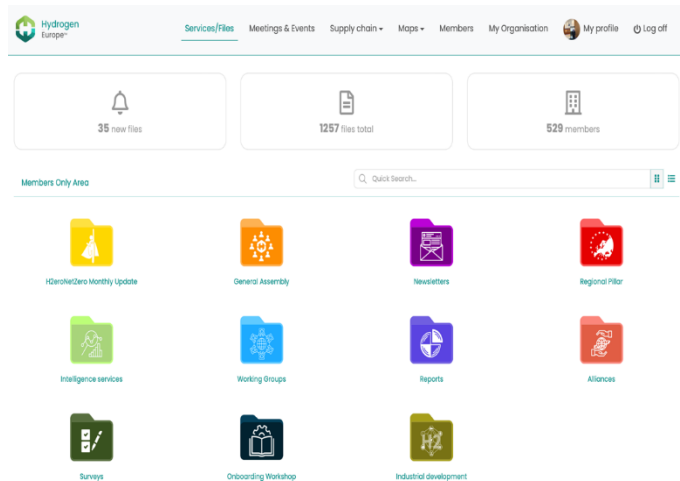 Hydrogen
Europe
Services/Files
Meetings & Events
Supply chain
Maps
Members
My Organisation
My profile
Log off
35 new files
1257 files total
529 members
Members Only Area
Quick Search...
H2eroNetZero Monthly Update
General Assembly
Newsletters
Regional Pillar
Intelligence services
Working Groups
Reports
Alliances
H2
Surveys
Onboarding Workshop
Industrial development